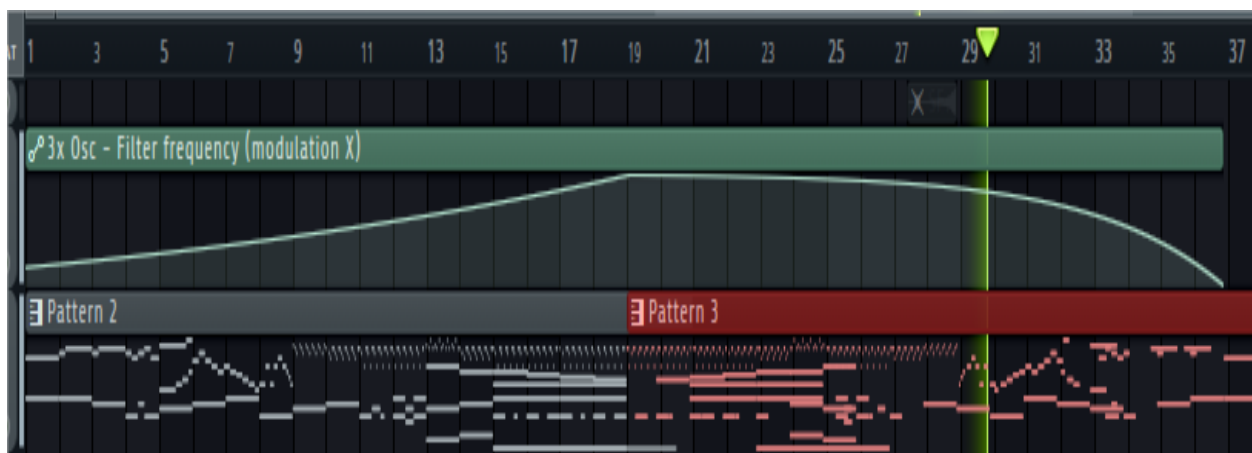 1 3 5 7 9 11 13 15 17 19 21 23 25 27 29 31 33 35 37
3x Osc - Filter frequency (modulation X)
Pattern 2 Pattern 3